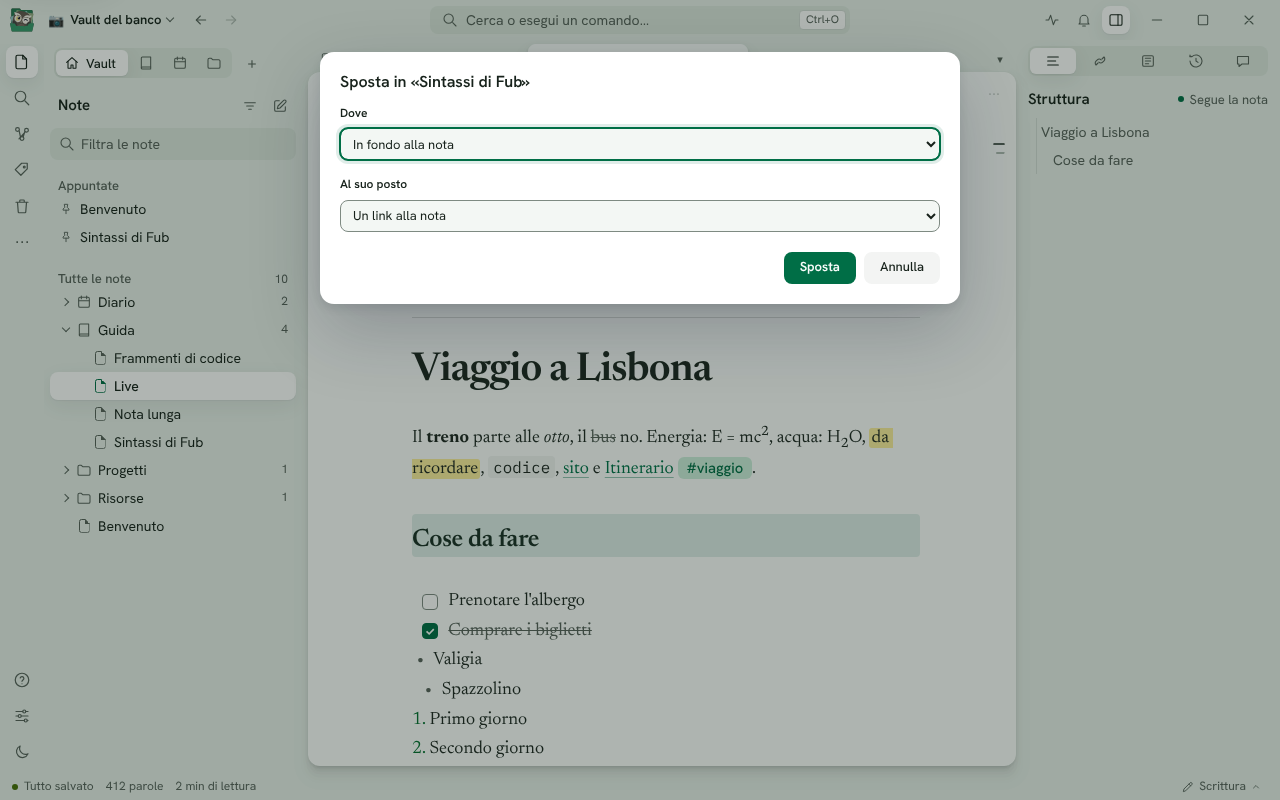 Vault del banco
Cerca o esegui un comando…
Ctrl+O
Vault
Note
Filtra le note
Appuntate
Benvenuto
Sintassi di Fub
Tutte le note 10
Diario 2
Guida 4
Frammenti di codice
Live
Nota lunga
Sintassi di Fub
Progetti 1
Risorse 1
Benvenuto
Sposta in «Sintassi di Fub»
Dove
In fondo alla nota
Al suo posto
Un link alla nota
Sposta Annulla
Viaggio a Lisbona
Il treno parte alle otto, il bus no. Energia: E = mc², acqua: H₂O, da
ricordare, codice, sito e Itinerario #viaggio.
Cose da fare
Prenotare l'albergo
Comprare i biglietti
• Valigia
• Spazzolino
1. Primo giorno
2. Secondo giorno
Struttura
Segue la nota
Viaggio a Lisbona
Cose da fare
Tutto salvato 412 parole 2 min di lettura
Scrittura